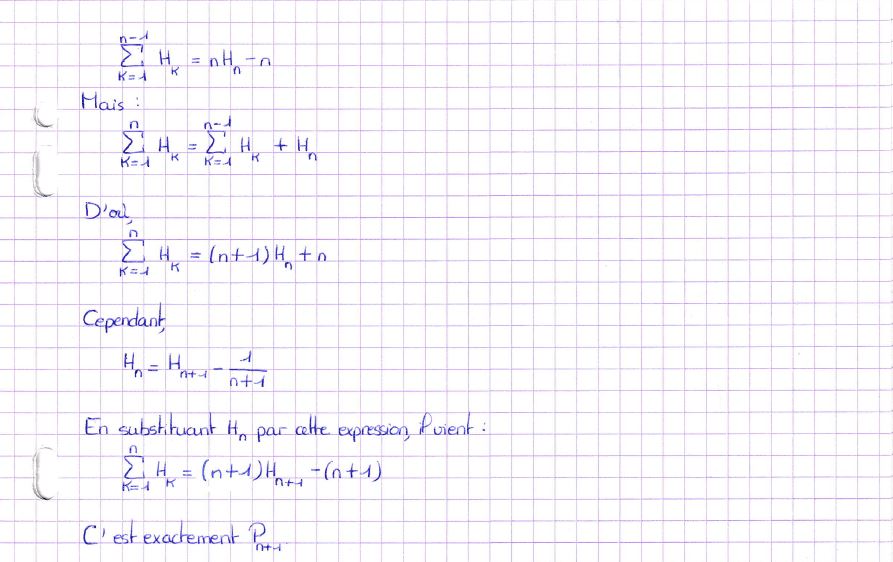 \sum_{K=1}^{n-1} H_K = nH_n - n
Mais :
\sum_{K=1}^{n} H_K = \sum_{K=1}^{n-1} H_K + H_n
D'où,
\sum_{K=1}^{n} H_K = (n+1)H_n + n
Cependant,
H_n = H_{n+1} - \frac{1}{n+1}
En substituant H_n par cette expression, il vient :
\sum_{K=1}^{n} H_K = (n+1)H_{n+1} - (n+1)
C'est exactement P_{n+1}.